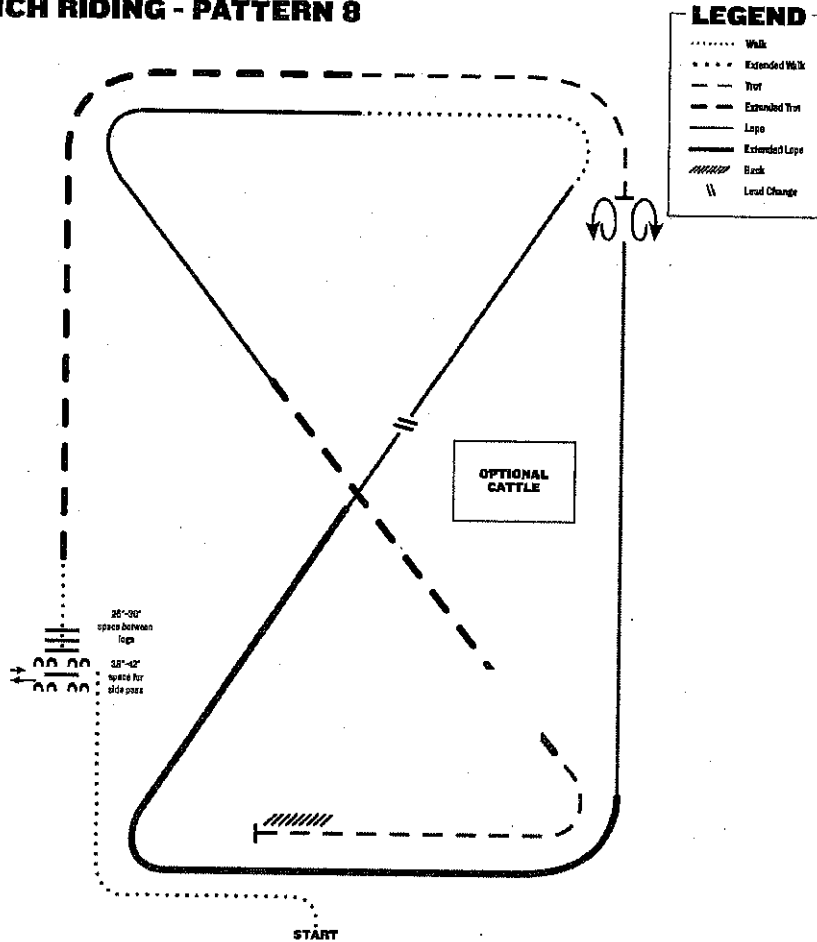 CH RIDING - PATTERN 8
LEGEND
Walk
Extended Walk
Trot
Extended Trot
Lope
Extended Lope
Back
Lead Change
OPTIONAL
CATTLE
space between
logs
space for
side pass
START